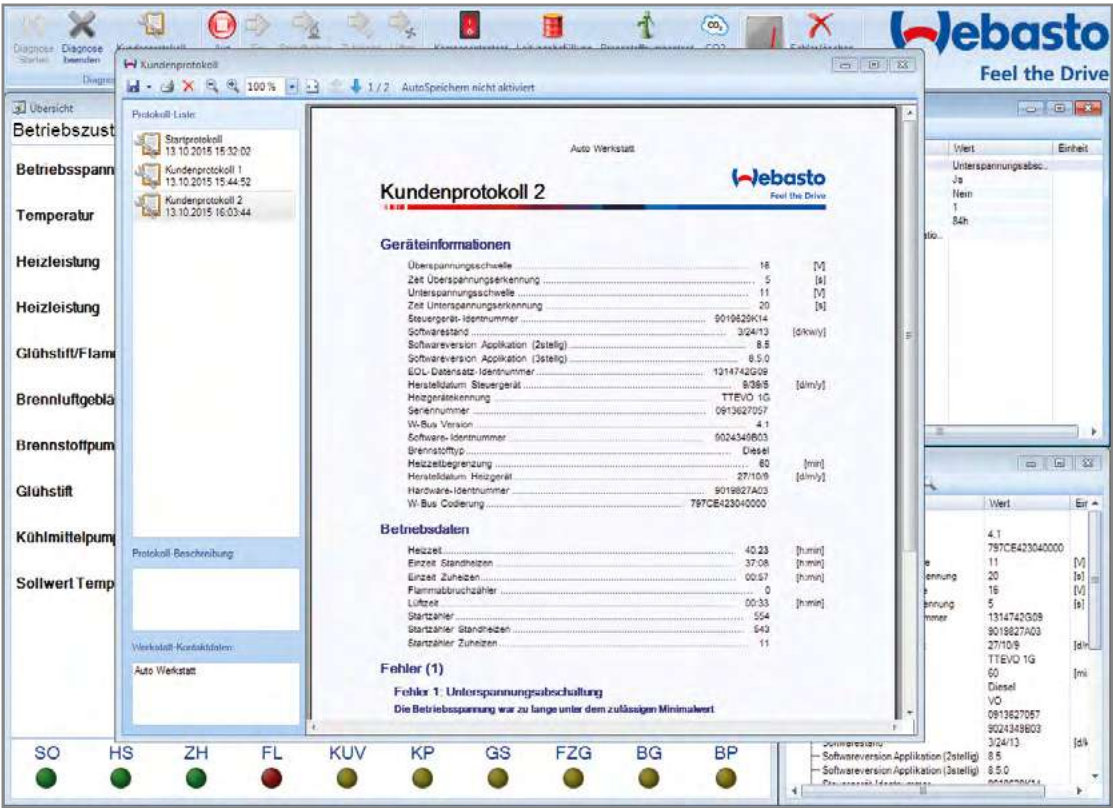 Diagnose Starten
Diagnose beenden
Webasto
Feel the Drive
Kundenprotokoll
100 %
1 / 2 AutoSpeichern nicht aktiviert
Übersicht
Betriebszust
Betriebsspann
Temperatur
Heizleistung
Heizleistung
Glühstift/Flam
Brennluftgeblä
Brennstoffpum
Glühstift
Kühlmittelpum
Sollwert Temp
Protokoll-Liste:
Startprotokoll
13.10.2015 15:32:02
Kundenprotokoll 1
13.10.2015 15:44:52
Kundenprotokoll 2
13.10.2015 16:03:44
Protokoll-Beschreibung:
Werkstatt-Kontaktdaten:
Auto Werkstatt
Auto Werkstatt
Kundenprotokoll 2
Webasto
Feel the Drive
Geräteinformationen
Überspannungsschwelle 16 [V]
Zeit Überspannungserkennung 5 [s]
Unterspannungsschwelle 11 [V]
Zeit Unterspannungserkennung 20 [s]
Steuergerät-Identnummer 9019629K14
Softwarestand 3/24/13 [d/kw/y]
Softwareversion Applikation (2stellig) 8.5
Softwareversion Applikation (3stellig) 8.5.0
EOL-Datensatz-Identnummer 1314742G09
Herstelldatum Steuergerät 9/39/5 [d/m/y]
Heizgerätekennung TTEVO 1G
Seriennummer 0913627057
W-Bus Version 4.1
Software-Identnummer 9024349B03
Brennstofftyp Diesel
Heizzeitbegrenzung 60 [min]
Herstelldatum Heizgerät 27/10/9 [d/m/y]
Hardware-Identnummer 9019827A03
W-Bus Codierung 797CE423040000
Betriebsdaten
Heizzeit 40:23 [h:min]
Einzeit Standheizen 37:08 [h:min]
Einzeit Zuheizen 00:57 [h:min]
Flammabbruchzähler 0
Lüftzeit 00:33 [h:min]
Startzähler 554
Startzähler Standheizen 543
Startzähler Zuheizen 11
Fehler (1)
Fehler 1: Unterspannungsabschaltung
Die Betriebsspannung war zu lange unter dem zulässigen Minimalwert
Wert Einheit
Unterspannungsabsc..
Ja
Nein
1
84h
Wert
4.1
797CE423040000
11 [V]
ennung 20 [s]
16 [V]
ennung 5 [s]
mmer 1314742G09
9019827A03
27/10/9
TTEVO 1G
60
Diesel
VO
0913627057
9024349B03
3/24/13
Softwareversion Applikation (2stellig) 8.5
Softwareversion Applikation (3stellig) 8.5.0
SO HS ZH FL KUV KP GS FZG BG BP